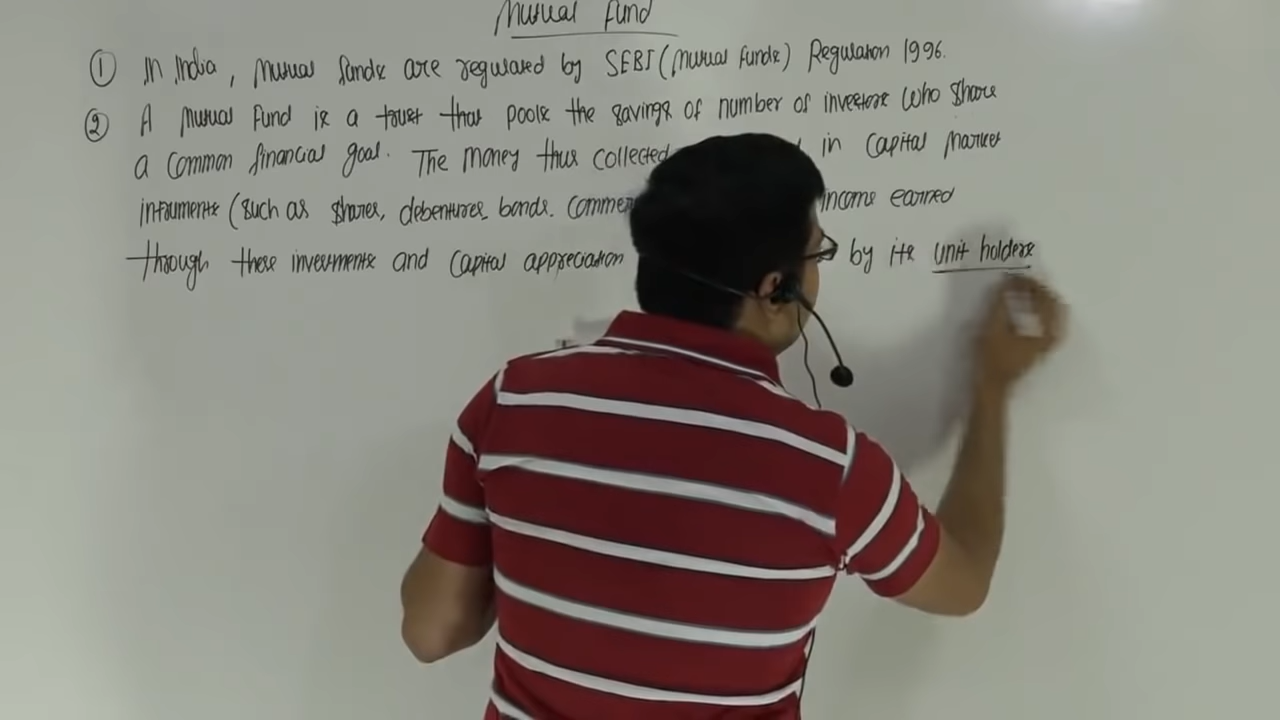 Mutual Fund
① In India, Mutual funds are regulated by SEBI (Mutual Funds) Regulation 1996.
② A Mutual Fund is a trust that pools the savings of number of investors who share
a common financial goal. The money thus collected in capital market
intruments (such as shares, debentures, bonds. Income earned
through these investments and capital appreciation by its unit holders